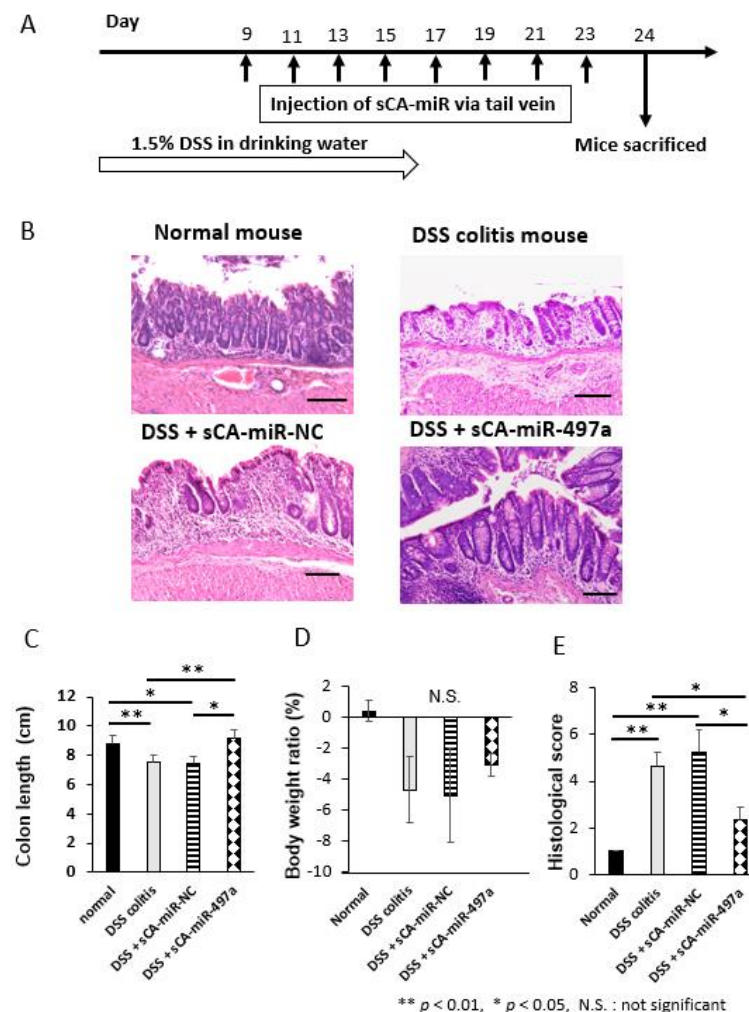 A
Day
9 11 13 15 17 19 21 23 24
Injection of sCA-miR via tail vein
1.5% DSS in drinking water
Mice sacrificed
B
Normal mouse
DSS colitis mouse
DSS + sCA-miR-NC
DSS + sCA-miR-497a
C
**
*
** *
12
10
8
6
4
2
0
Colon length (cm)
normal
DSS colitis
DSS + sCA-miR-NC
DSS + sCA-miR-497a
D
N.S.
2
0
-2
-4
-6
-8
-10
Body weight ratio (%)
Normal
DSS colitis
DSS + sCA-miR-NC
DSS + sCA-miR-497a
E
*
** *
**
8
6
4
2
0
Histological score
Normal
DSS colitis
DSS + sCA-miR-NC
DSS + sCA-miR-497a
** p < 0.01, * p < 0.05, N.S. : not significant